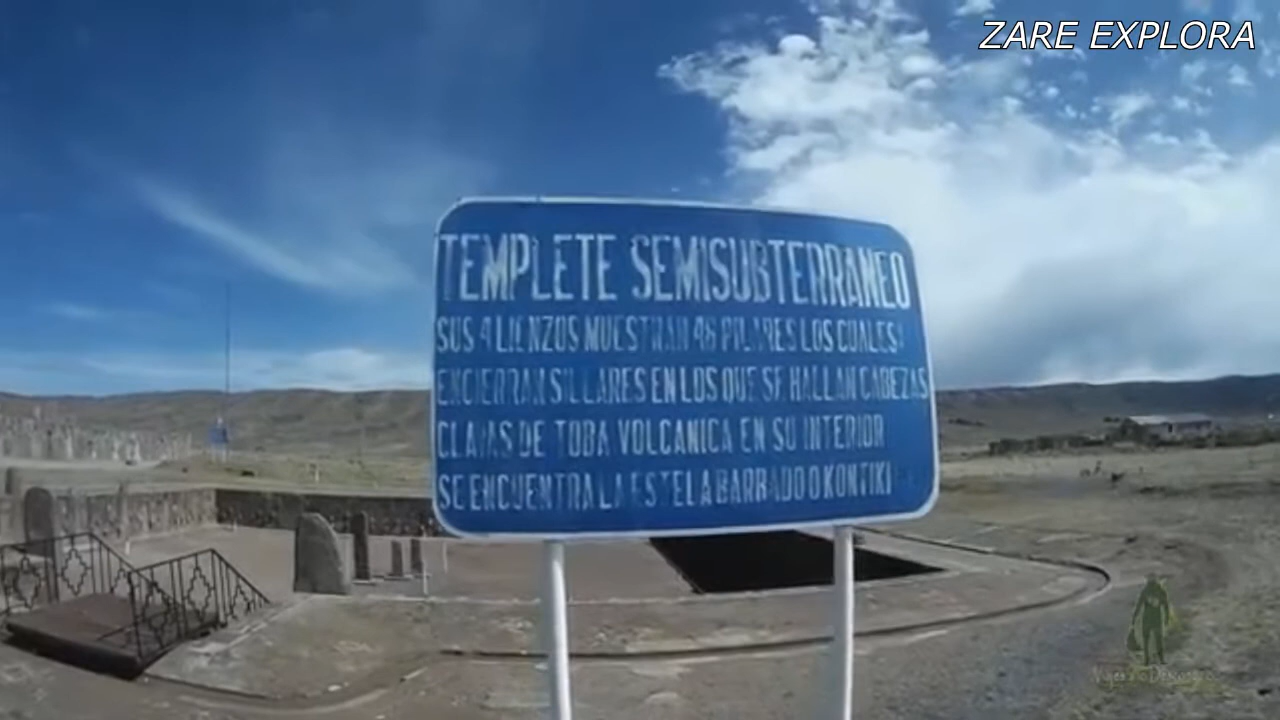 ZARE EXPLORA
TEMPLETE SEMISUBTERRANEO
SUS 4 LIENZOS MUESTRAN 48 PILARES LOS CUALES
ENCIERRAN SILLARES EN LOS QUE SE HALLAN CABEZAS
CLAVAS DE TOBA VOLCANICA EN SU INTERIOR
SE ENCUENTRA LA ESTELA BARBADO O KONTIKI